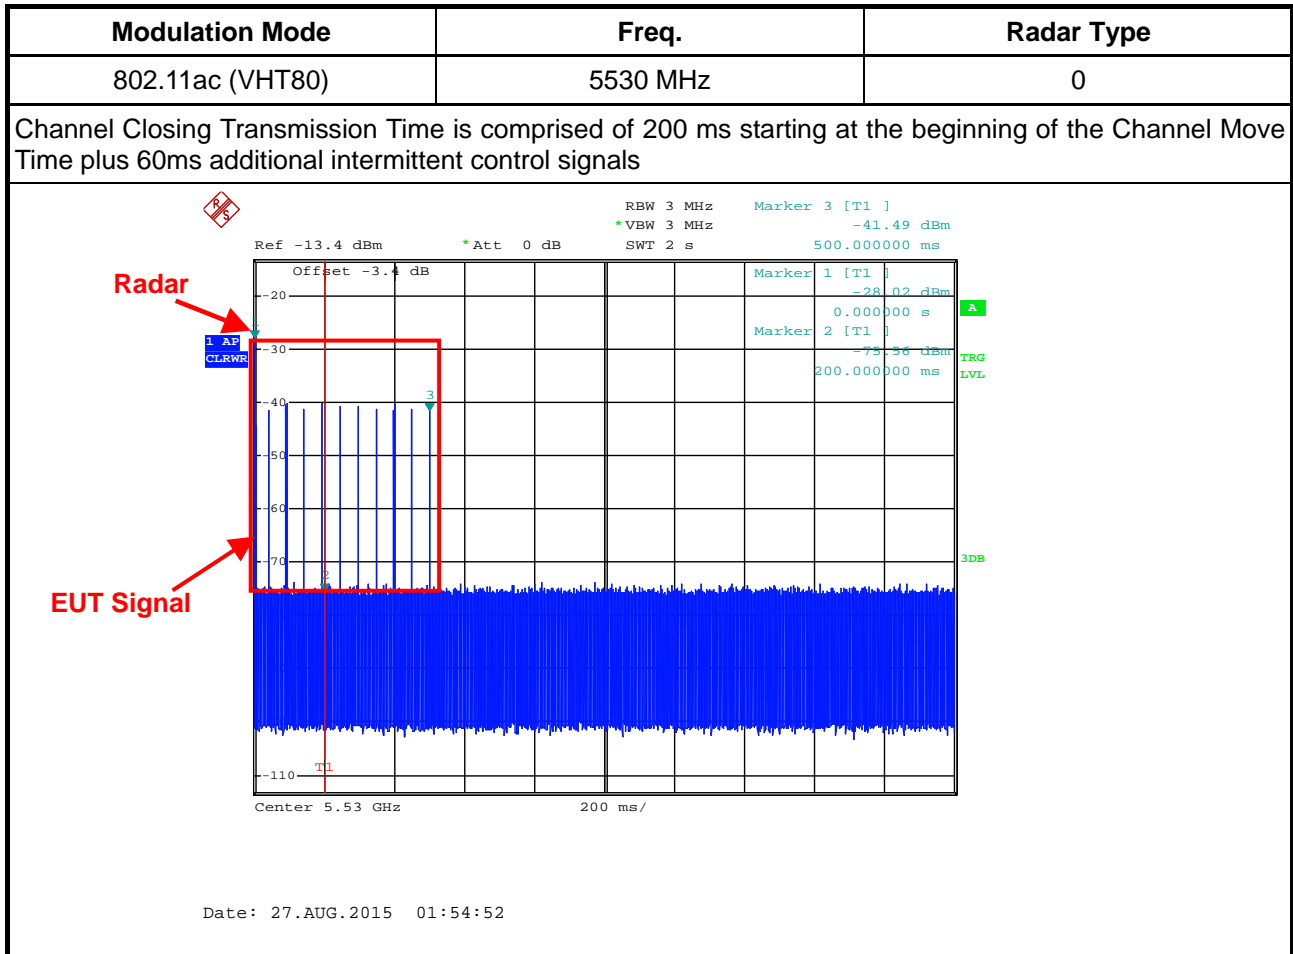 Modulation Mode Freq. Radar Type
802.11ac (VHT80) 5530 MHz 0
Channel Closing Transmission Time is comprised of 200 ms starting at the beginning of the Channel Move
Time plus 60ms additional intermittent control signals
R S
RBW 3 MHz Marker 3 [T1 ]
*VBW 3 MHz -41.49 dBm
Ref -13.4 dBm *Att 0 dB SWT 2 s 500.000000 ms
Offset -3.4 dB Marker 1 [T1 ]
Radar
-20 -28.02 dBm
A
0.000000 s
1
Marker 2 [T1 ]
1 AP
-30 -75.56 dBm
CLRWR TRG
200.000000 ms LVL
3
-40
-50
-60
-70 3DB
2
EUT Signal
T1
-110
Center 5.53 GHz 200 ms/
Date: 27.AUG.2015 01:54:52